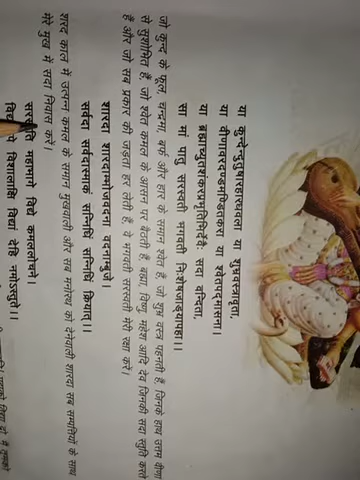 या कुन्देन्दुतुषारहारधवला या शुभ्रवस्त्रावृता,
या वीणावरदण्डमण्डितकरा या श्वेतपद्मासना।
या ब्रह्माच्युतशंकरप्रभृतिभिर्देवैः सदा वन्दिता,
सा मां पातु सरस्वती भगवती निःशेषजाड्यापहा।।
जो कुन्द के फूल, चन्द्रमा, बर्फ और हार के समान श्वेत है, जो शुभ्र वस्त्र पहनती हैं, जिनके हाथ उत्तम वीणा
से सुशोभित हैं, जो श्वेत कमल के आसन पर बैठती हैं, ब्रह्मा, विष्णु, महेश आदि देव जिनकी सदा स्तुति करते
हैं और जो सब प्रकार की जड़ता हर लेती हैं, वे भगवती सरस्वती मेरी रक्षा करें।
शारदा शारदाम्भोजवदना वदनाम्बुजे।
सर्वदा सर्वदास्माकं सन्निधिं सन्निधिं क्रियात्।।
शरद काल में उत्पन्न कमल के समान मुखवाली और सब मनोरथ को देनेवाली शारदा सब सम्पत्तियों के साथ
मेरे मुख में सदा निवास करें।
महाभागे विद्ये कमललोचने।
विशालाक्षि विद्यां देहि नमोऽस्तुते।।